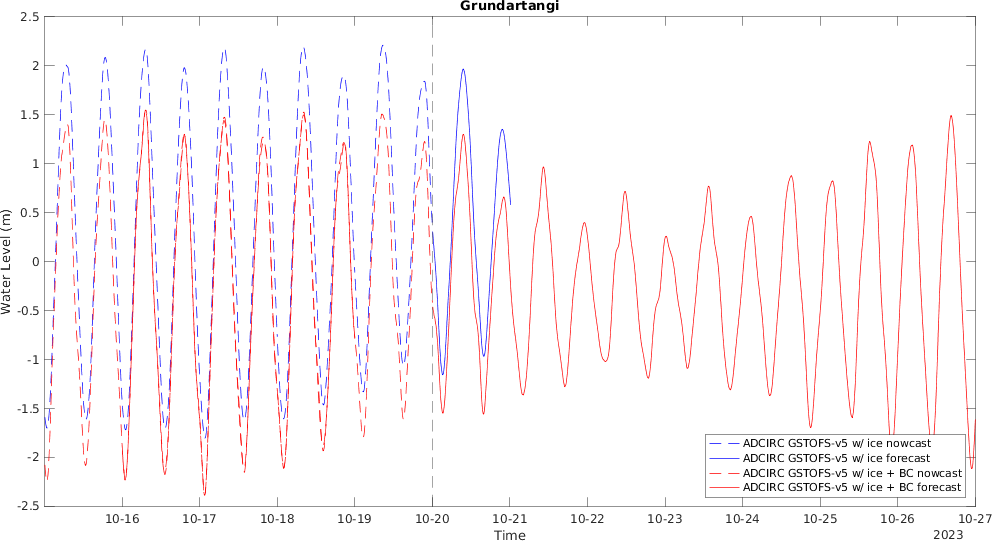 Grundartangi
2.5
2
1.5
1
0.5
0
-0.5
-1
-1.5
-2
-2.5
Water Level (m)
ADCIRC GSTOFS-v5 w/ ice nowcast
ADCIRC GSTOFS-v5 w/ ice forecast
ADCIRC GSTOFS-v5 w/ ice + BC nowcast
ADCIRC GSTOFS-v5 w/ ice + BC forecast
10-16 10-17 10-18 10-19 10-20 10-21 10-22 10-23 10-24 10-25 10-26 10-27
Time
2023